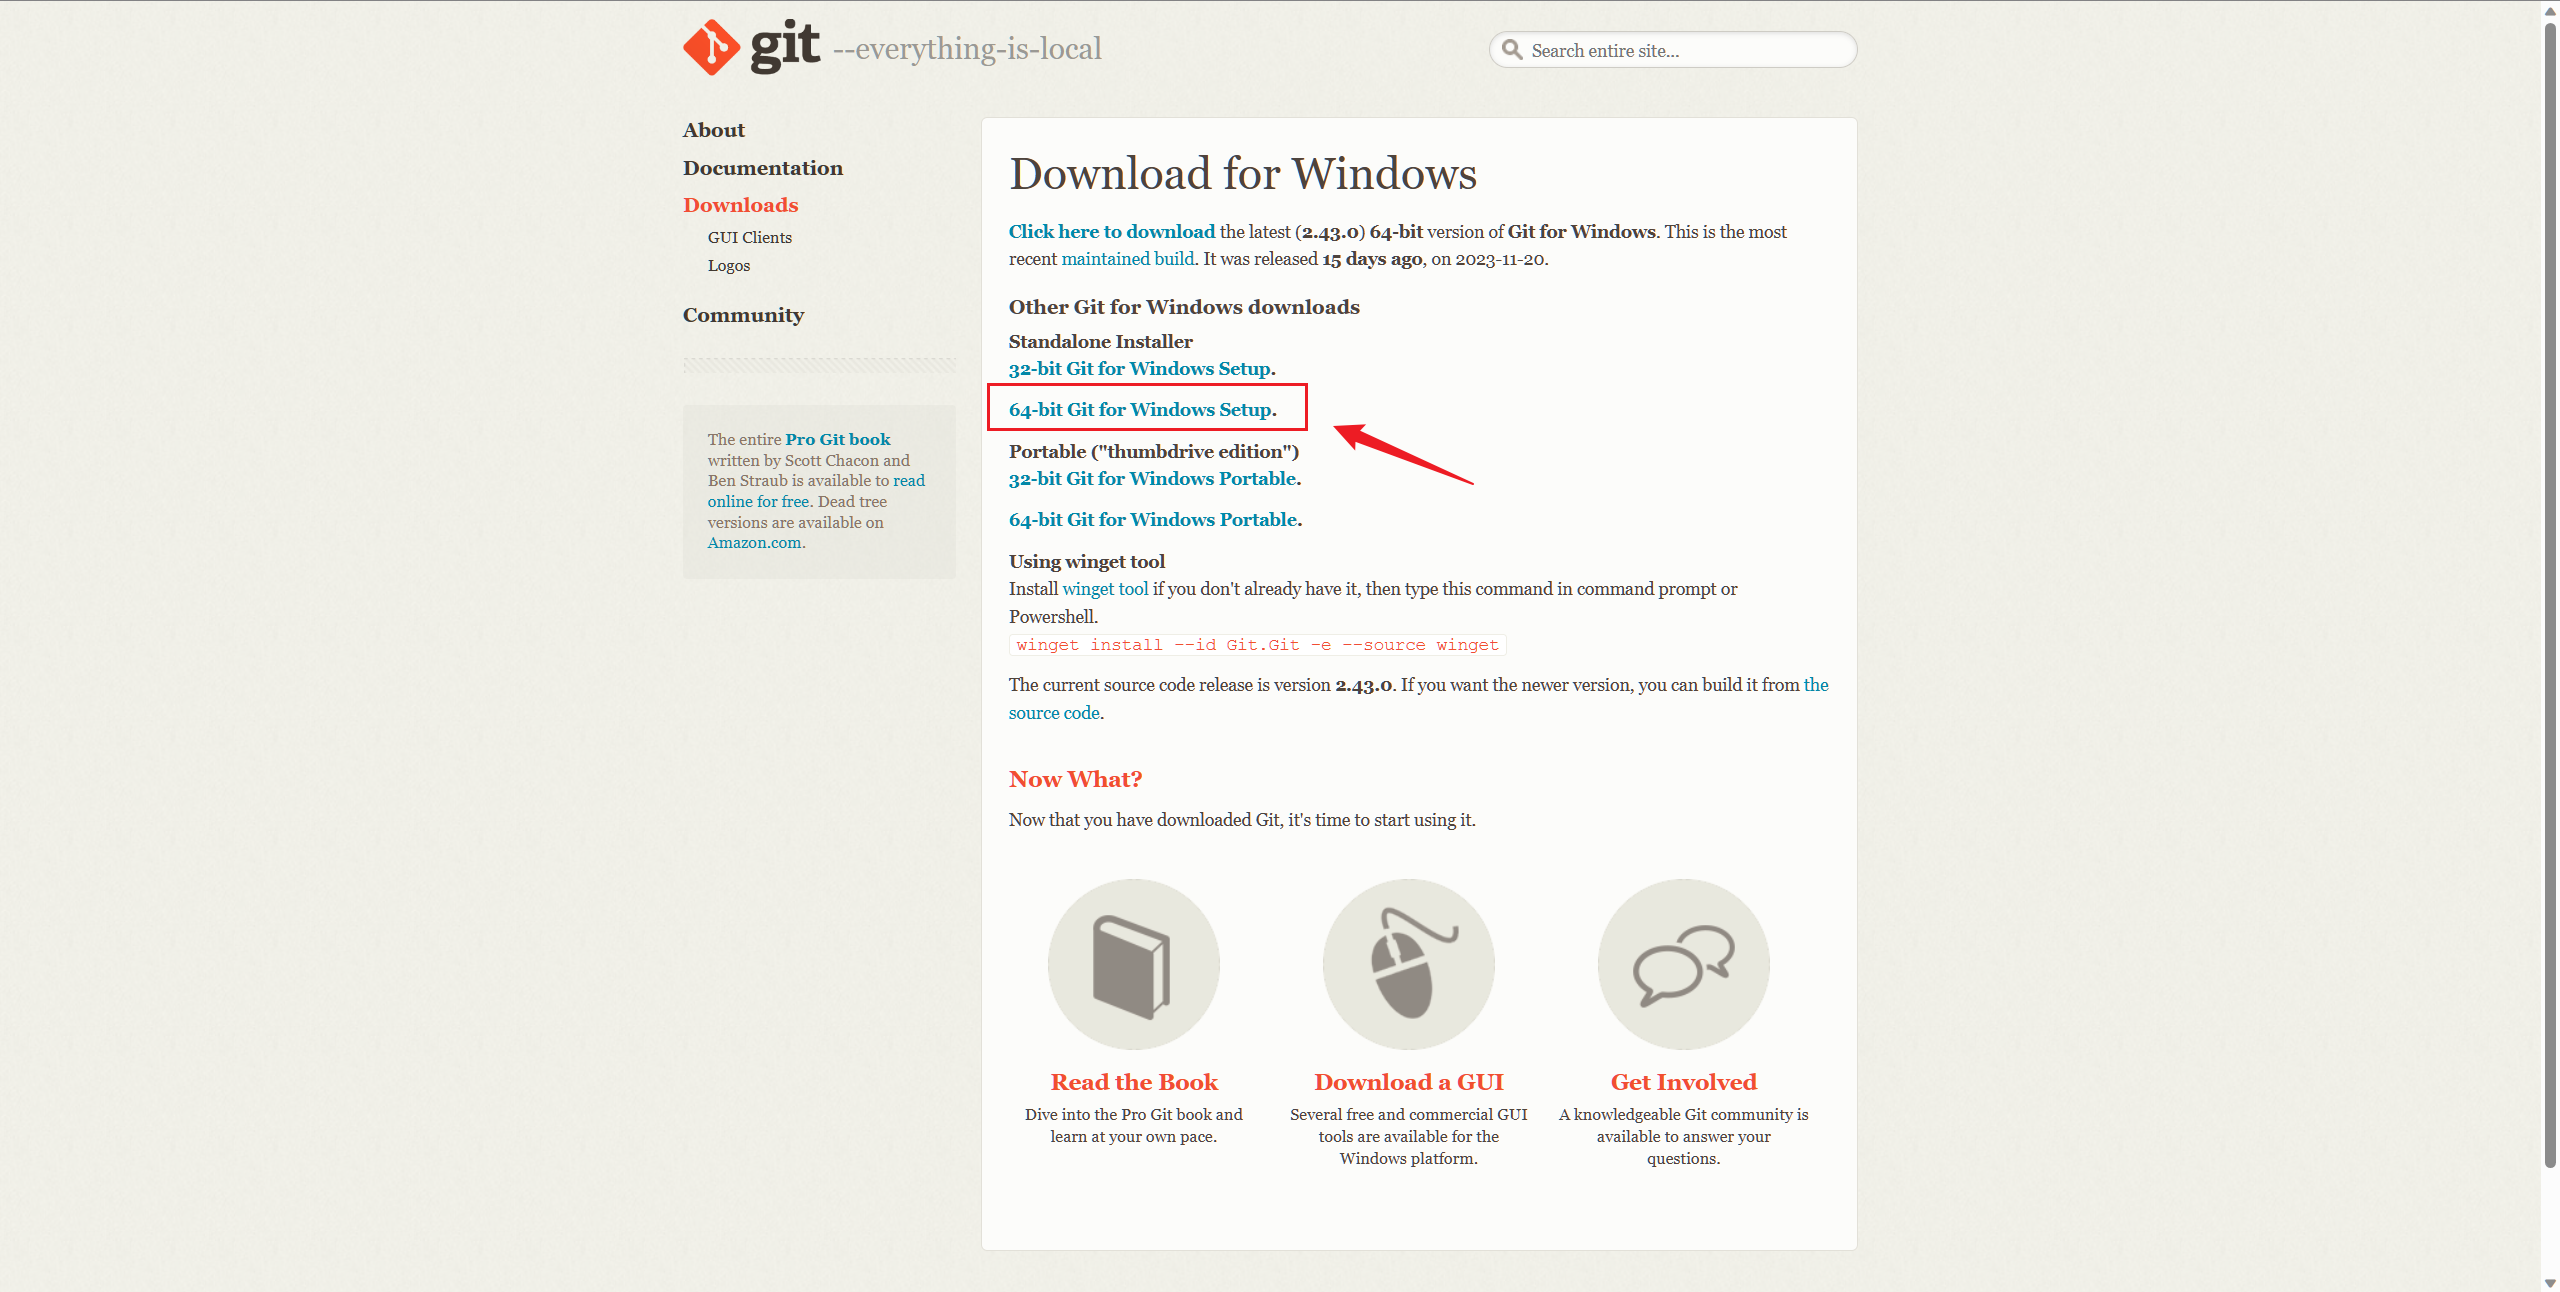 git --everything-is-local
Search entire site...
About
Documentation
Downloads
GUI Clients
Logos
Community
The entire Pro Git book
written by Scott Chacon and
Ben Straub is available to read
online for free. Dead tree
versions are available on
Amazon.com.
Download for Windows
Click here to download the latest (2.43.0) 64-bit version of Git for Windows. This is the most
recent maintained build. It was released 15 days ago, on 2023-11-20.
Other Git for Windows downloads
Standalone Installer
32-bit Git for Windows Setup.
64-bit Git for Windows Setup.
Portable ("thumbdrive edition")
32-bit Git for Windows Portable.
64-bit Git for Windows Portable.
Using winget tool
Install winget tool if you don't already have it, then type this command in command prompt or
Powershell.
winget install --id Git.Git -e --source winget
The current source code release is version 2.43.0. If you want the newer version, you can build it from the
source code.
Now What?
Now that you have downloaded Git, it's time to start using it.
Read the Book
Dive into the Pro Git book and
learn at your own pace.
Download a GUI
Several free and commercial GUI
tools are available for the
Windows platform.
Get Involved
A knowledgeable Git community is
available to answer your
questions.